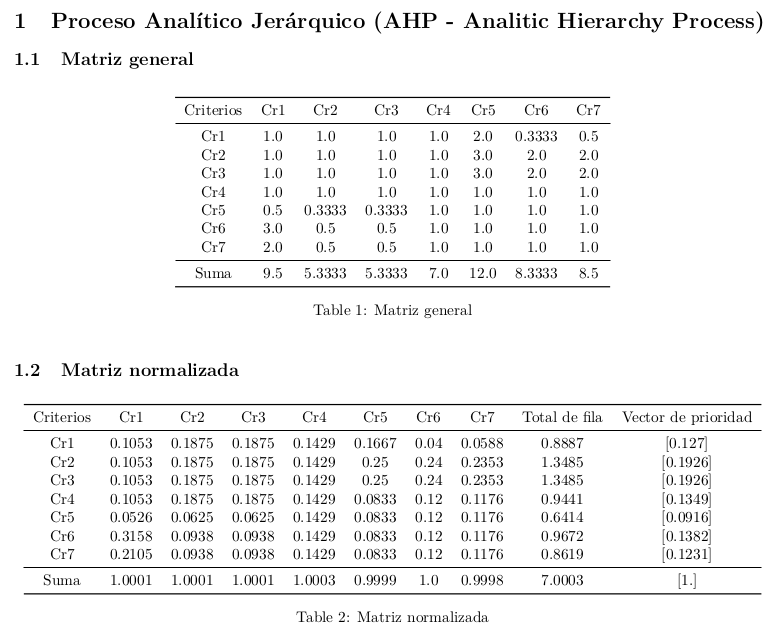 1 Proceso Analítico Jerárquico (AHP - Analitic Hierarchy Process)
1.1 Matriz general
Criterios Cr1 Cr2 Cr3 Cr4 Cr5 Cr6 Cr7
Cr1 1.0 1.0 1.0 1.0 2.0 0.3333 0.5
Cr2 1.0 1.0 1.0 1.0 3.0 2.0 2.0
Cr3 1.0 1.0 1.0 1.0 3.0 2.0 2.0
Cr4 1.0 1.0 1.0 1.0 1.0 1.0 1.0
Cr5 0.5 0.3333 0.3333 1.0 1.0 1.0 1.0
Cr6 3.0 0.5 0.5 1.0 1.0 1.0 1.0
Cr7 2.0 0.5 0.5 1.0 1.0 1.0 1.0
Suma 9.5 5.3333 5.3333 7.0 12.0 8.3333 8.5
Table 1: Matriz general
1.2 Matriz normalizada
Criterios Cr1 Cr2 Cr3 Cr4 Cr5 Cr6 Cr7 Total de fila Vector de prioridad
Cr1 0.1053 0.1875 0.1875 0.1429 0.1667 0.04 0.0588 0.8887 [0.127]
Cr2 0.1053 0.1875 0.1875 0.1429 0.25 0.24 0.2353 1.3485 [0.1926]
Cr3 0.1053 0.1875 0.1875 0.1429 0.25 0.24 0.2353 1.3485 [0.1926]
Cr4 0.1053 0.1875 0.1875 0.1429 0.0833 0.12 0.1176 0.9441 [0.1349]
Cr5 0.0526 0.0625 0.0625 0.1429 0.0833 0.12 0.1176 0.6414 [0.0916]
Cr6 0.3158 0.0938 0.0938 0.1429 0.0833 0.12 0.1176 0.9672 [0.1382]
Cr7 0.2105 0.0938 0.0938 0.1429 0.0833 0.12 0.1176 0.8619 [0.1231]
Suma 1.0001 1.0001 1.0001 1.0003 0.9999 1.0 0.9998 7.0003 [1.]
Table 2: Matriz normalizada